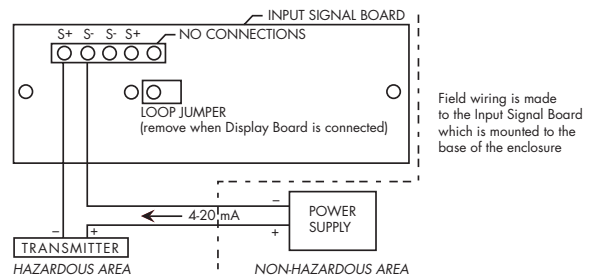 INPUT SIGNAL BOARD
S+ S- S- S+
NO CONNECTIONS
LOOP JUMPER
(remove when Display Board is connected)
Field wiring is made
to the Input Signal Board
which is mounted to the
base of the enclosure
4-20 mA
−
+
POWER
SUPPLY
− +
TRANSMITTER
HAZARDOUS AREA
NON-HAZARDOUS AREA